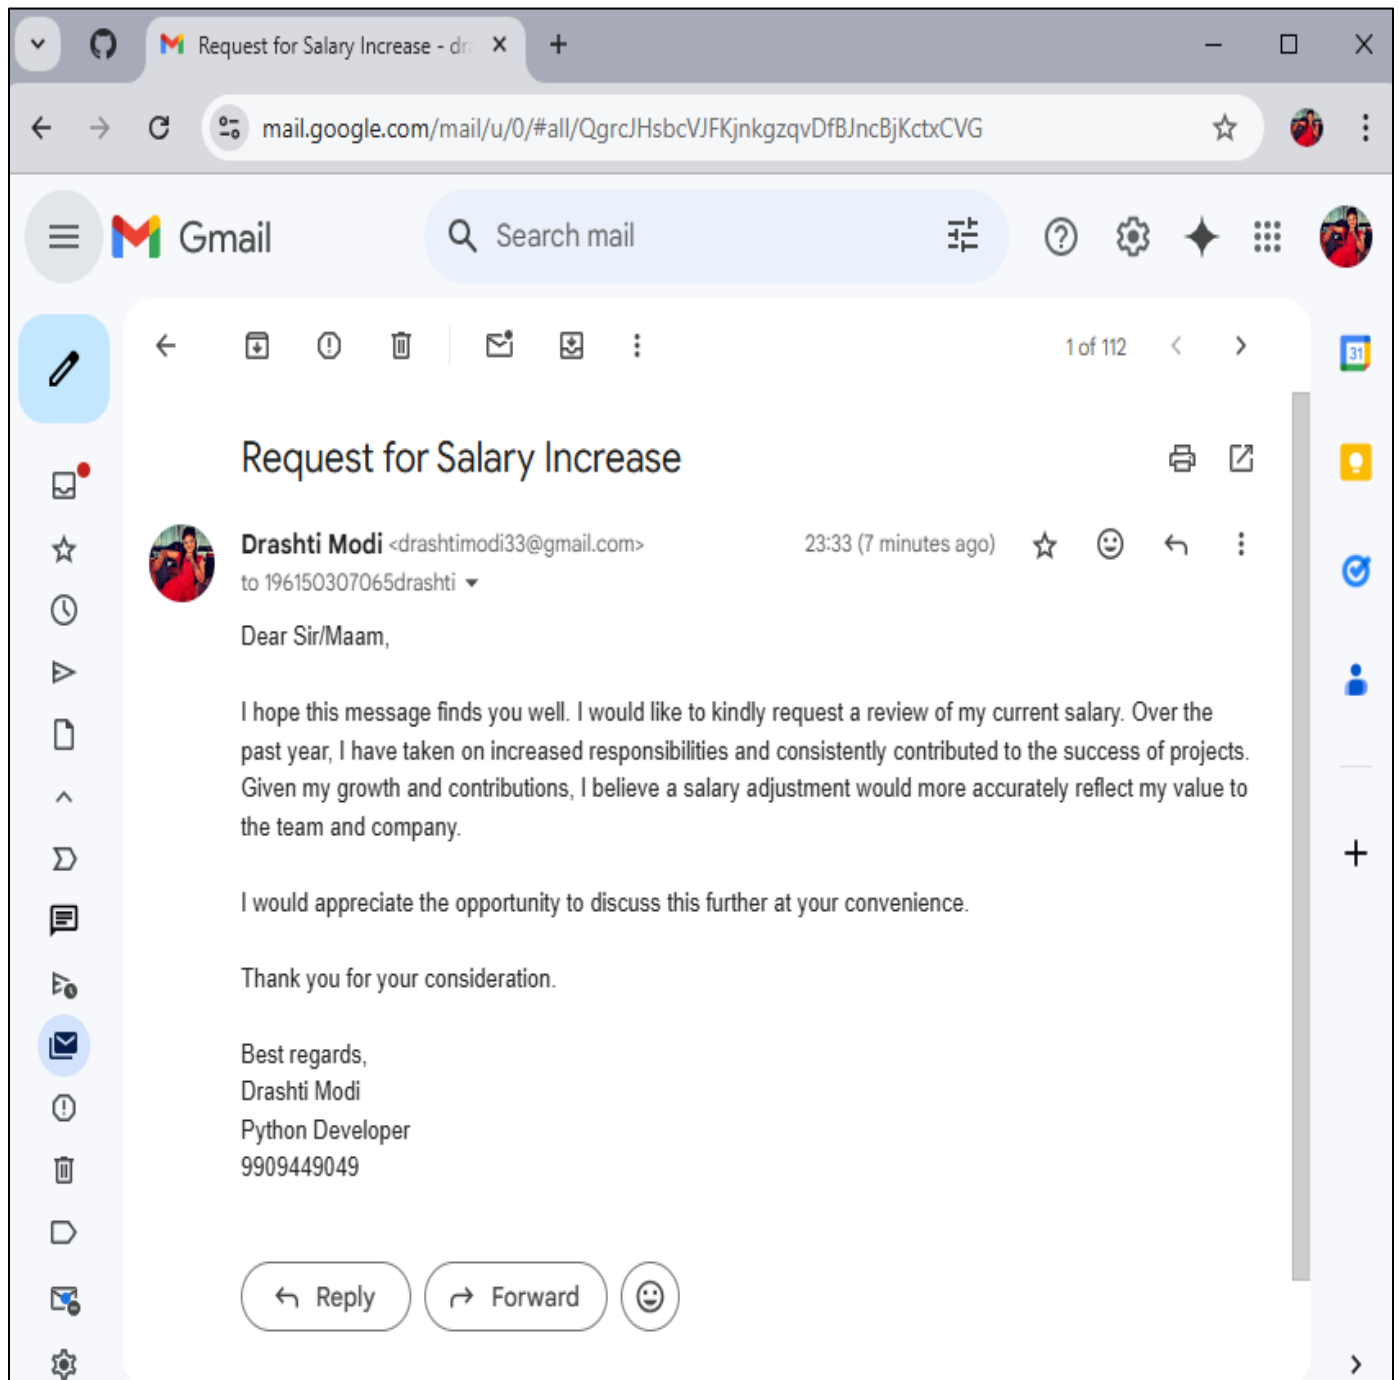 Request for Salary Increase - dra
mail.google.com/mail/u/0/#all/QgrcJHsbcVJFKjnkgzqvDfBJncBjKctxCVG
Gmail
Search mail
1 of 112
31
Request for Salary Increase
Drashti Modi <drashtimodi33@gmail.com> 23:33 (7 minutes ago)
to 196150307065drashti
Dear Sir/Maam,
I hope this message finds you well. I would like to kindly request a review of my current salary. Over the
past year, I have taken on increased responsibilities and consistently contributed to the success of projects.
Given my growth and contributions, I believe a salary adjustment would more accurately reflect my value to
the team and company.
I would appreciate the opportunity to discuss this further at your convenience.
Thank you for your consideration.
Best regards,
Drashti Modi
Python Developer
9909449049
Reply Forward